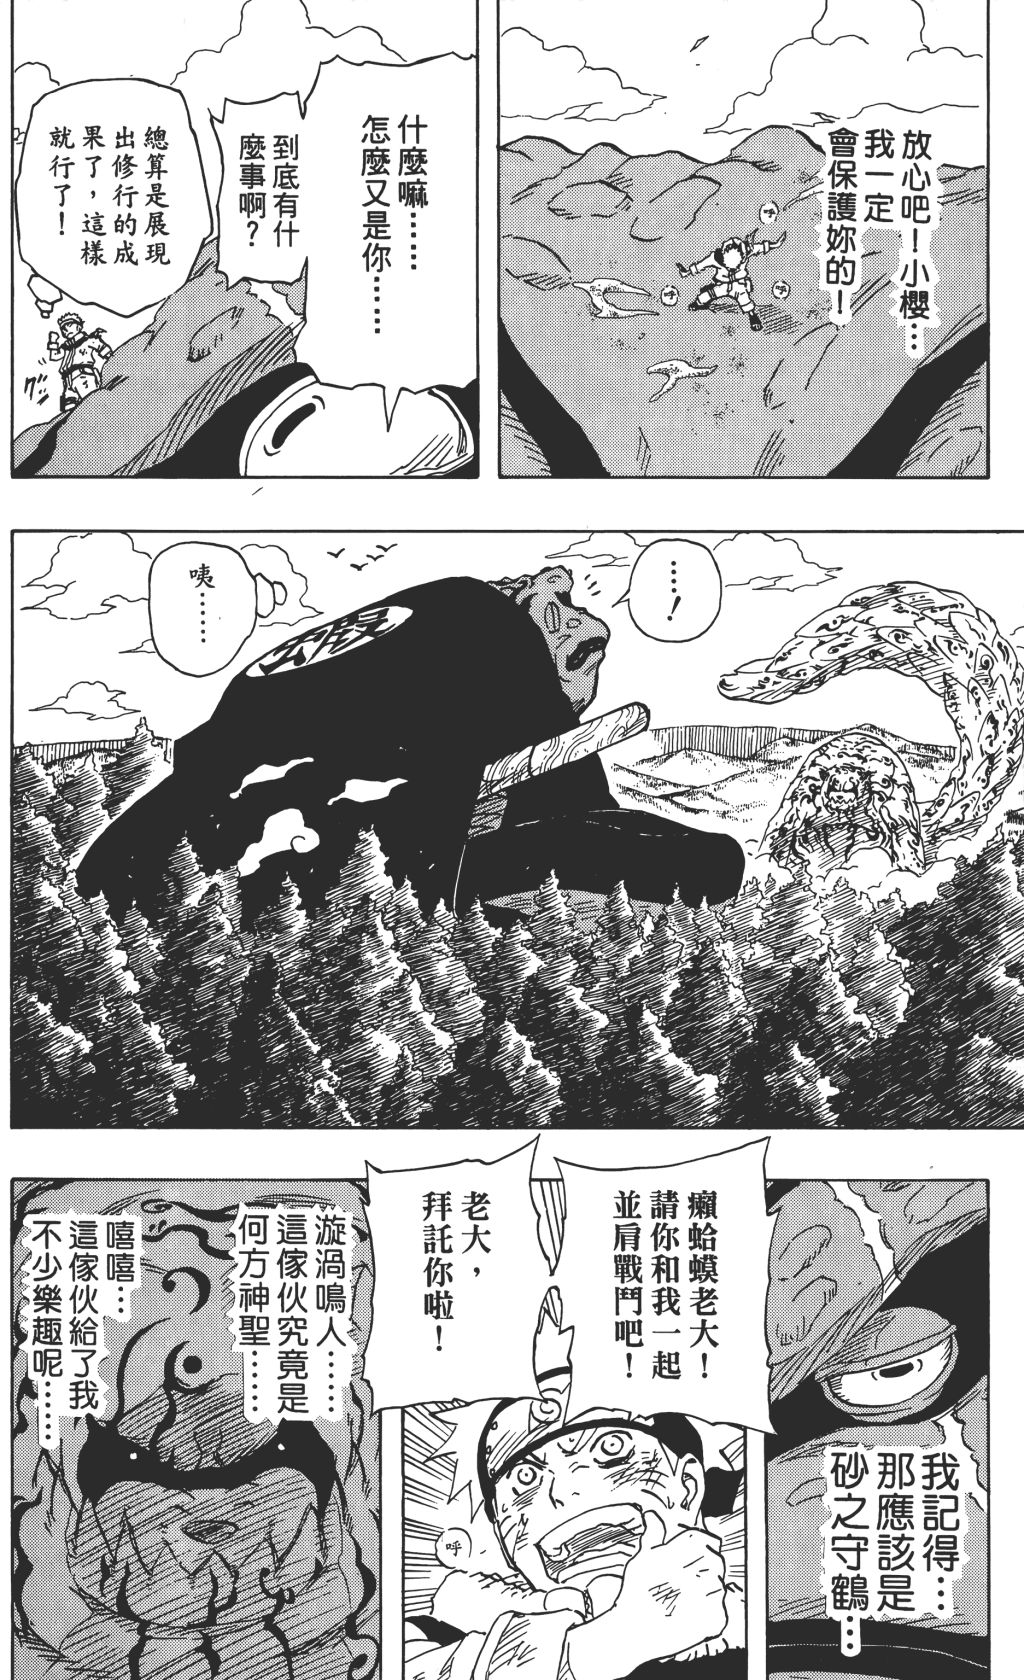 放心吧！小櫻…
我一定
會保護妳的！
呼
呼
呼
什麼嘛……
怎麼又是你……
到底有什
麼事啊？
總算是展現
出修行的成
果了，這樣
就行了！
…！
咦……
蝦
我記得…
那應該是
砂之守鶴…
癩蛤蟆老大！
請你和我一起
並肩戰鬥吧！
老大，
拜託你啦！
呼
漩渦鳴人……
這傢伙究竟是
何方神聖……
嘻嘻…
這傢伙給了我
不少樂趣呢……